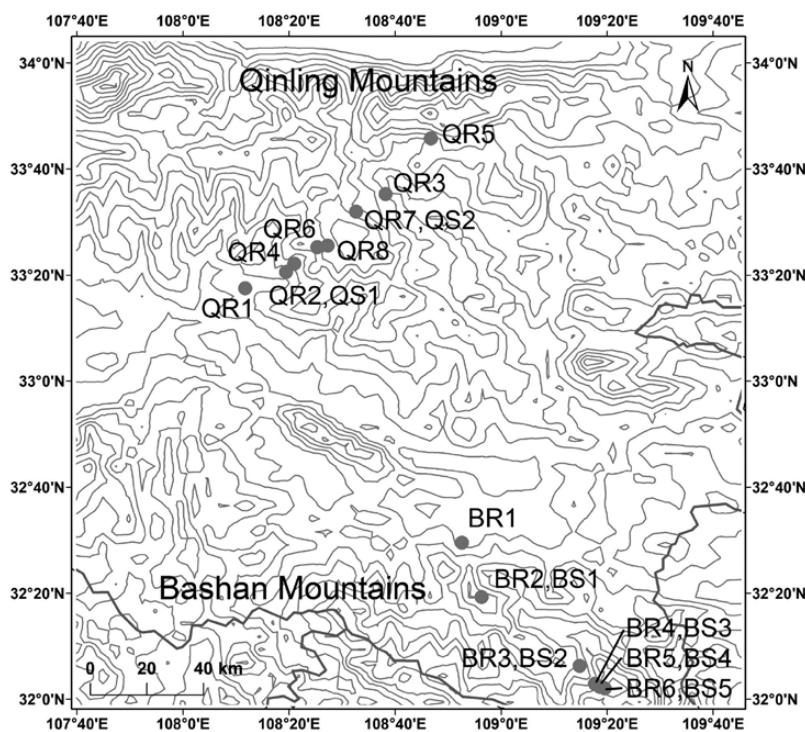 107°40'E 108°0'E 108°20'E 108°40'E 109°0'E 109°20'E 109°40'E
34°0'N 34°0'N
Qinling Mountains
N
QR5
33°40'N 33°40'N
QR3
QR7,QS2
QR6
QR4 QR8
33°20'N 33°20'N
QR1 QR2,QS1
33°0'N 33°0'N
32°40'N 32°40'N
BR1
32°20'N 32°20'N
Bashan Mountains
BR2,BS1
BR4,BS3
BR3,BS2 BR5,BS4
0 20 40 km
BR6,BS5
32°0'N 32°0'N
107°40'E 108°0'E 108°20'E 108°40'E 109°0'E 109°20'E 109°40'E